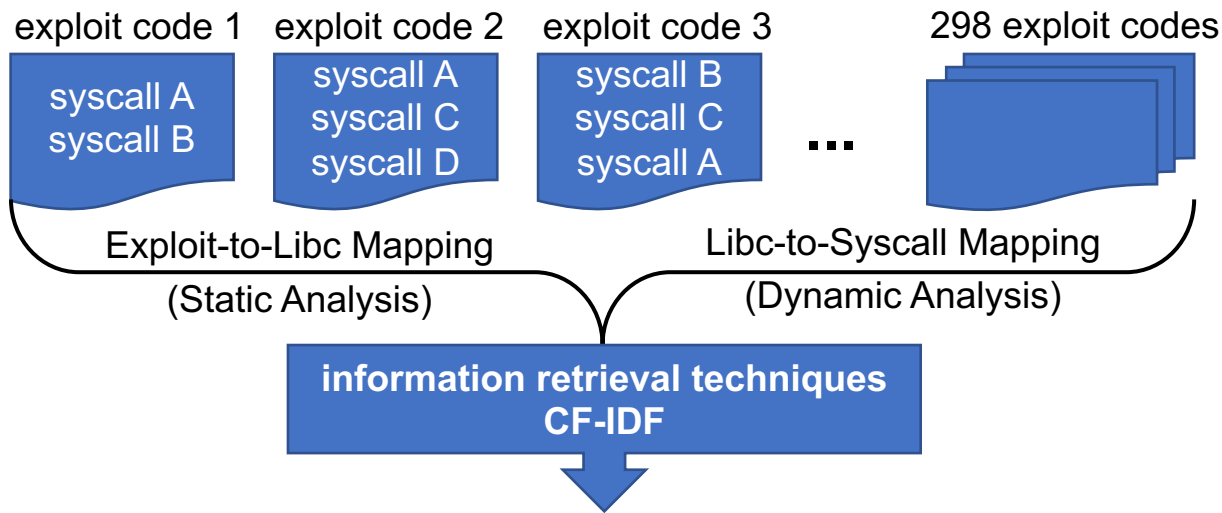 exploit code 1
exploit code 2
exploit code 3
298 exploit codes
syscall A
syscall B
syscall A
syscall C
syscall D
syscall B
syscall C
syscall A
...
Exploit-to-Libc Mapping
(Static Analysis)
Libc-to-Syscall Mapping
(Dynamic Analysis)
information retrieval techniques
CF-IDF